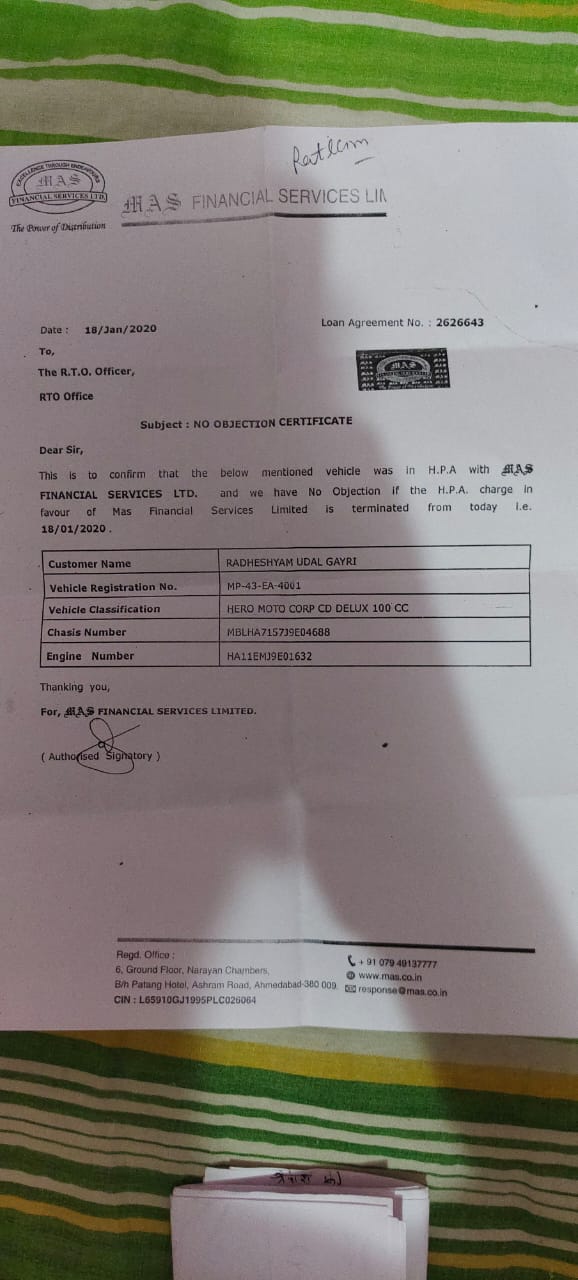 Ratlam
EXCELLENCE THROUGH ENDEAVOURS
MAS
FINANCIAL SERVICES LTD.
The Power of Distribution
MAS FINANCIAL SERVICES LIM
Date : 18/Jan/2020
Loan Agreement No. : 2626643
To,
The R.T.O. Officer,
RTO Office
MAS
Subject : NO OBJECTION CERTIFICATE
Dear Sir,
This is to confirm that the below mentioned vehicle was in H.P.A with MAS
FINANCIAL SERVICES LTD. and we have No Objection if the H.P.A. charge in
favour of Mas Financial Services Limited is terminated from today i.e.
18/01/2020 .
Customer Name RADHESHYAM UDAL GAYRI
Vehicle Registration No. MP-43-EA-4001
Vehicle Classification HERO MOTO CORP CD DELUX 100 CC
Chasis Number MBLHA7157J9E04688
Engine Number HA11EMJ9E01632
Thanking you,
For, MAS FINANCIAL SERVICES LIMITED.
( Authorised Signatory )
Regd. Office :
6, Ground Floor, Narayan Chambers,
B/h Patang Hotel, Ashram Road, Ahmedabad-380 009.
CIN : L65910GJ1995PLC026064
+ 91 079 49137777
www.mas.co.in
response@mas.co.in